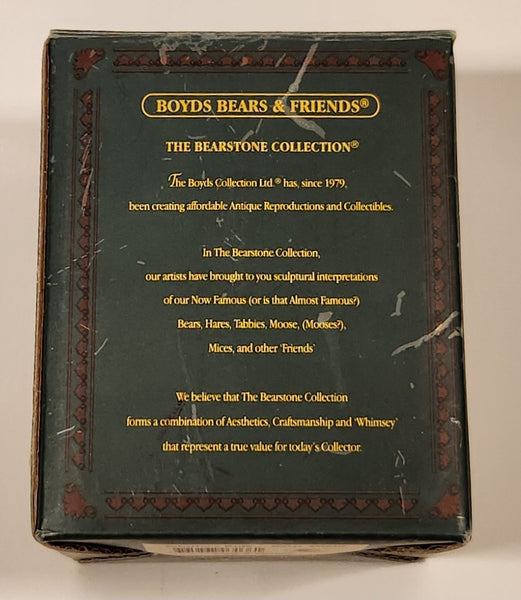 BOYDS BEARS & FRIENDS®
THE BEARSTONE COLLECTION®
The Boyds Collection Ltd.® has, since 1979,
been creating affordable Antique Reproductions and Collectibles.
In The Bearstone Collection,
our artists have brought to you sculptural interpretations
of our Now Famous (or is that Almost Famous?)
Bears, Hares, Tabbies, Moose, (Mooses?),
Mices, and other 'Friends'
We believe that The Bearstone Collection
forms a combination of Aesthetics, Craftsmanship and 'Whimsey'
that represent a true value for today's Collector.